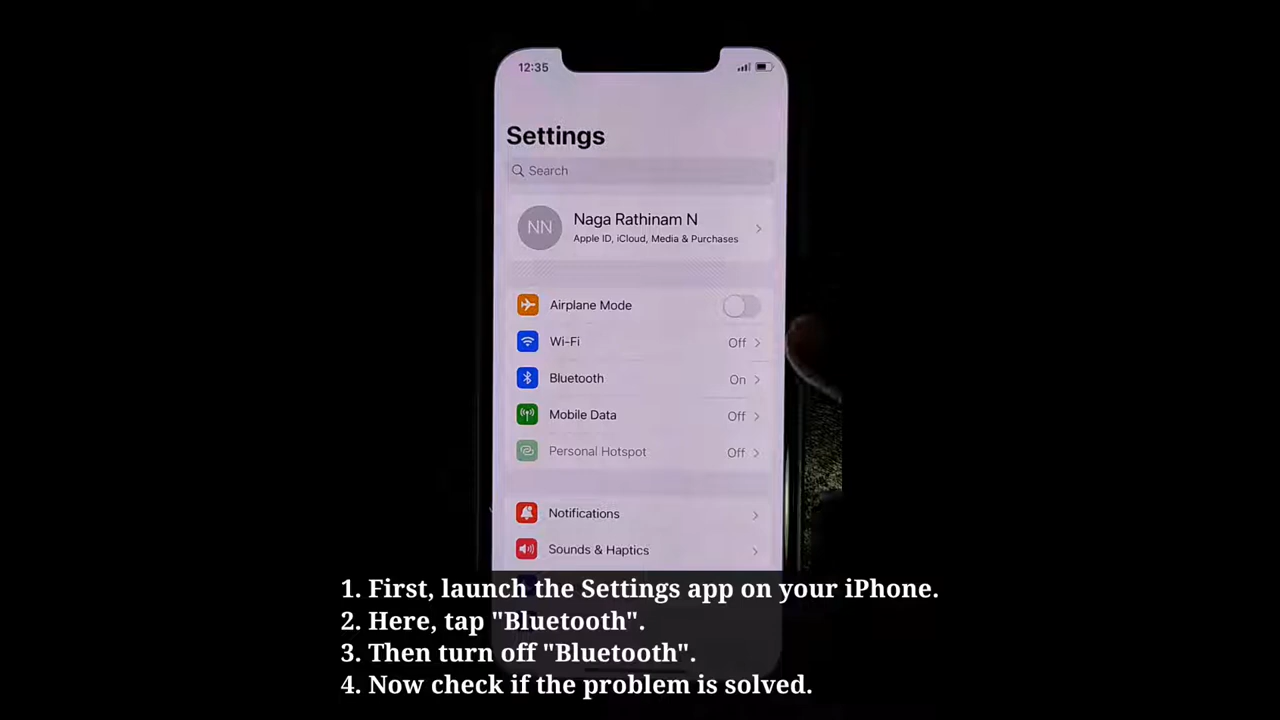 12:35
Settings
Search
NN
Naga Rathinam N
Apple ID, iCloud, Media & Purchases
Airplane Mode
Wi-Fi Off
Bluetooth On
Mobile Data Off
Personal Hotspot Off
Notifications
Sounds & Haptics
1. First, launch the Settings app on your iPhone.
2. Here, tap "Bluetooth".
3. Then turn off "Bluetooth".
4. Now check if the problem is solved.